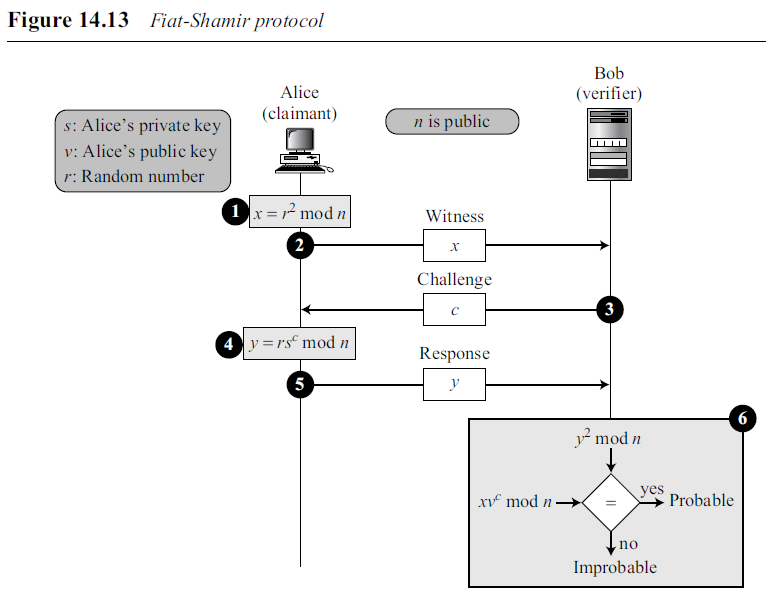 Figure 14.13 Fiat-Shamir protocol
Alice
(claimant)
Bob
(verifier)
s: Alice's private key
v: Alice's public key
r: Random number
n is public
1 x = r² mod n
Witness
2 x
Challenge
c 3
4 y = rsᶜ mod n
Response
5 y
6
y² mod n
xvᶜ mod n = yes Probable
no
Improbable